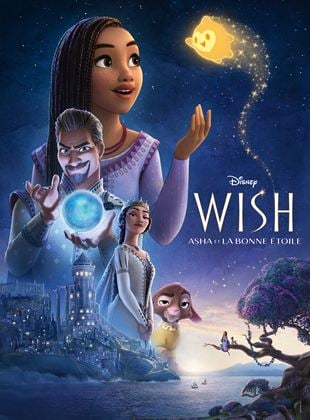 Disney
WISH
ASHA ET LA BONNE ÉTOILE